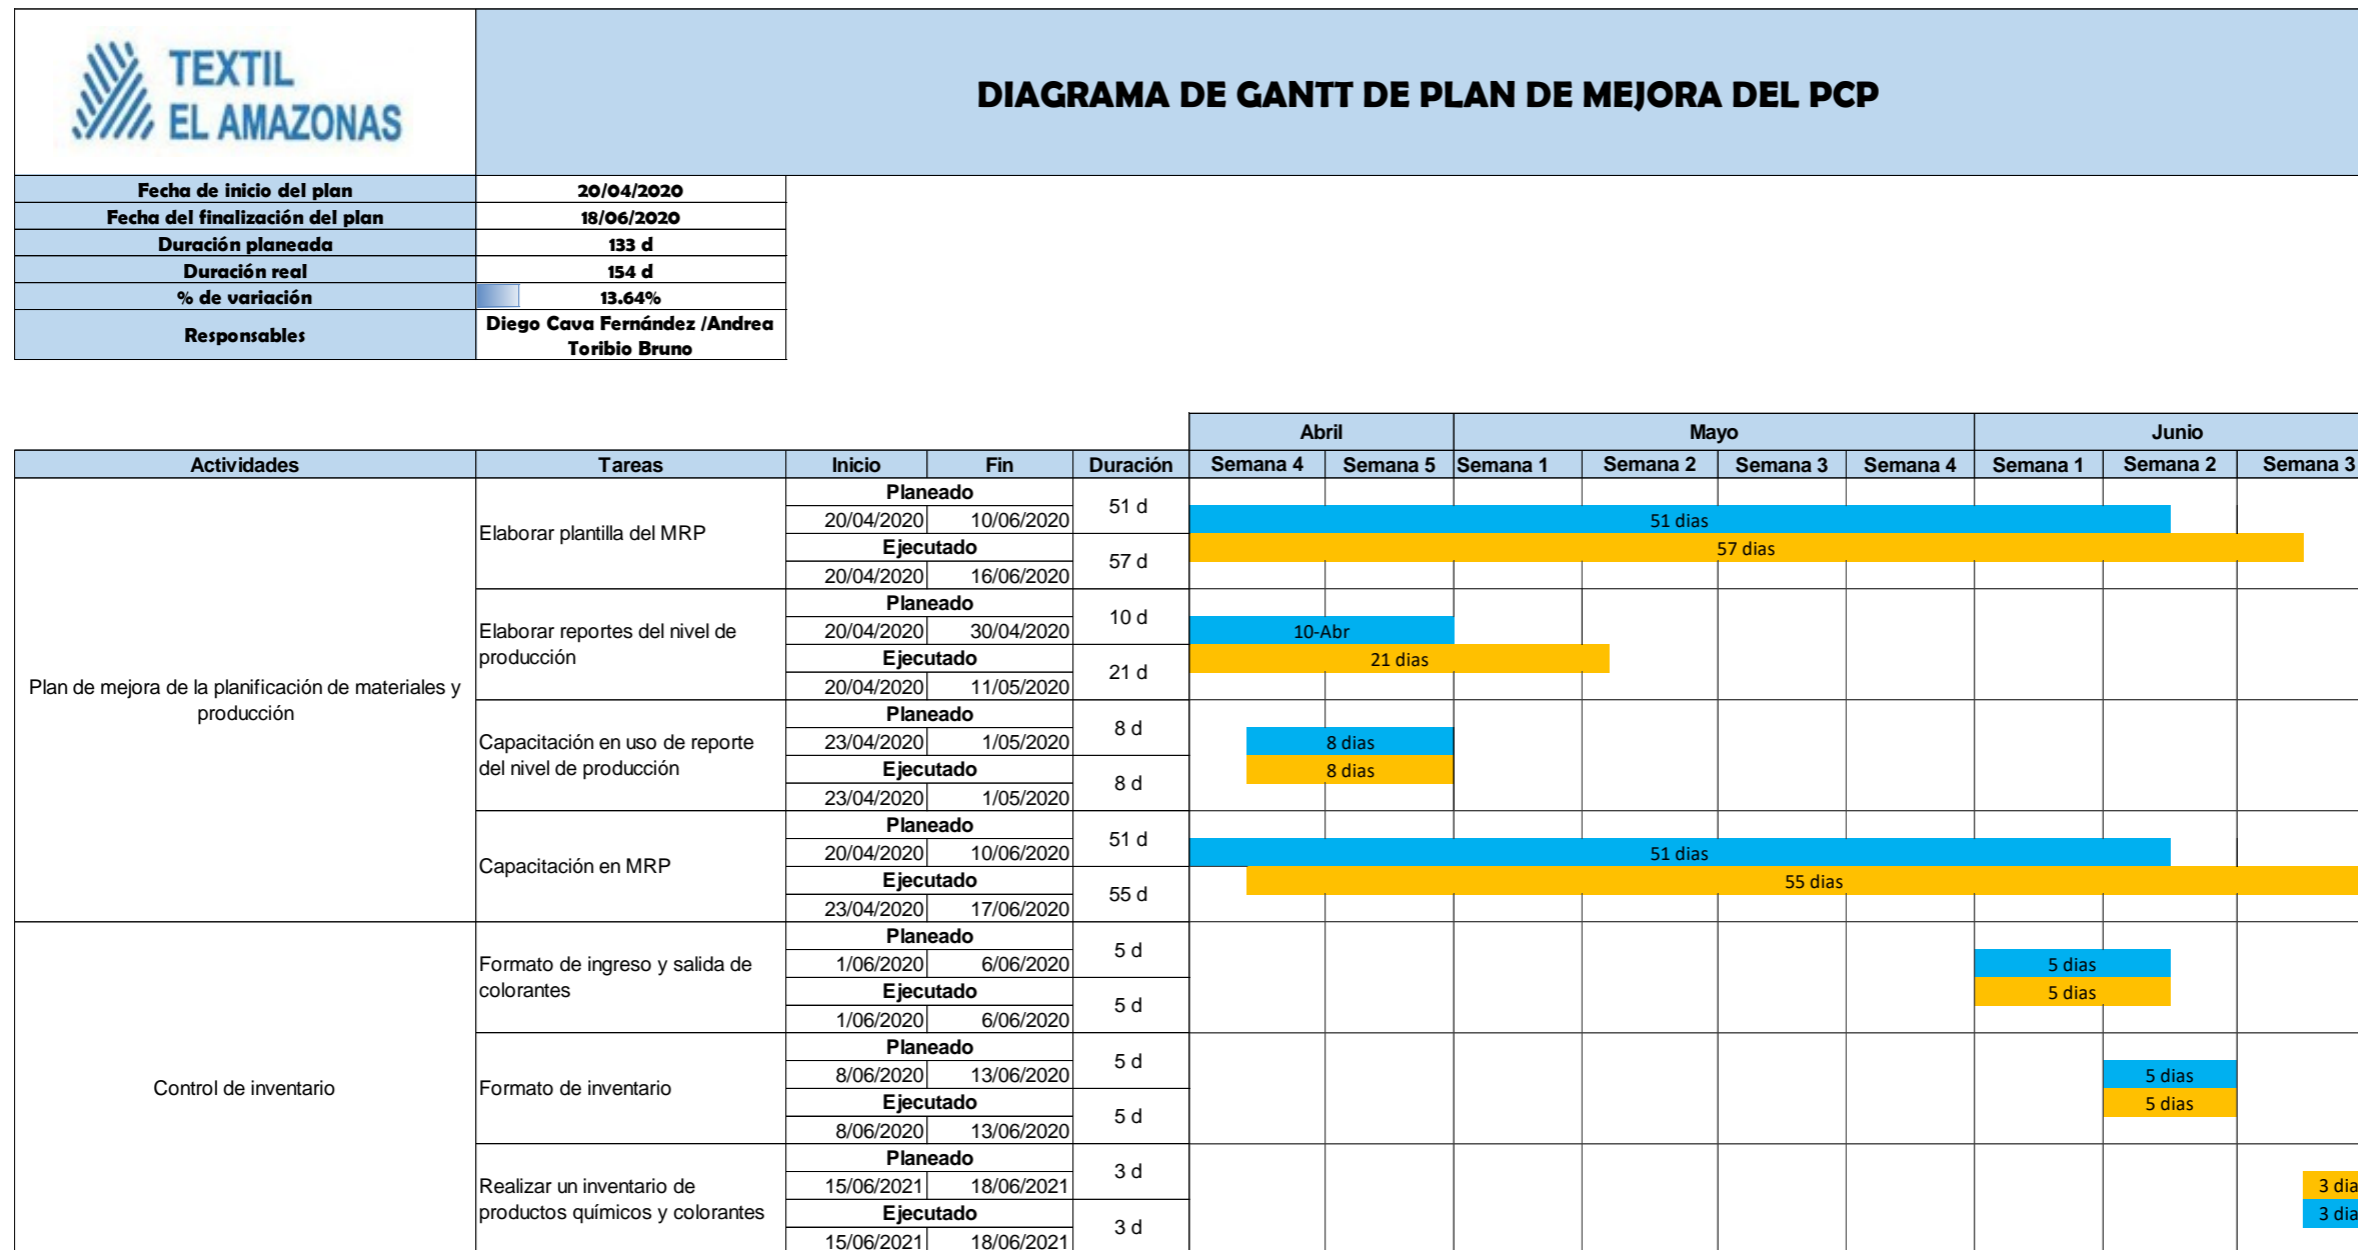 TEXTIL
EL AMAZONAS
DIAGRAMA DE GANTT DE PLAN DE MEJORA DEL PCP
Fecha de inicio del plan 20/04/2020
Fecha del finalización del plan 18/06/2020
Duración planeada 133 d
Duración real 154 d
% de variación 13.64%
Responsables Diego Cava Fernández /Andrea
Toribio Bruno
Abril Mayo Junio
Actividades Tareas Inicio Fin Duración Semana 4 Semana 5 Semana 1 Semana 2 Semana 3 Semana 4 Semana 1 Semana 2 Semana 3
Plan de mejora de la planificación de materiales y
producción
Elaborar plantilla del MRP
Planeado
51 d
20/04/2020 10/06/2020
51 dias
Ejecutado
57 dias
57 d
20/04/2020 16/06/2020
Elaborar reportes del nivel de
producción
Planeado
10 d
20/04/2020 30/04/2020
10-Abr
Ejecutado
21 dias
21 d
20/04/2020 11/05/2020
Capacitación en uso de reporte
del nivel de producción
Planeado
8 d
23/04/2020 1/05/2020
8 dias
Ejecutado
8 dias
8 d
23/04/2020 1/05/2020
Capacitación en MRP
Planeado
51 d
20/04/2020 10/06/2020
51 dias
Ejecutado
55 dias
55 d
23/04/2020 17/06/2020
Control de inventario
Formato de ingreso y salida de
colorantes
Planeado
5 d
1/06/2020 6/06/2020
5 dias
Ejecutado
5 dias
5 d
1/06/2020 6/06/2020
Formato de inventario
Planeado
5 d
8/06/2020 13/06/2020
5 dias
Ejecutado
5 dias
5 d
8/06/2020 13/06/2020
Realizar un inventario de
productos químicos y colorantes
Planeado
3 d
15/06/2021 18/06/2021
3 dia
Ejecutado
3 dia
3 d
15/06/2021 18/06/2021